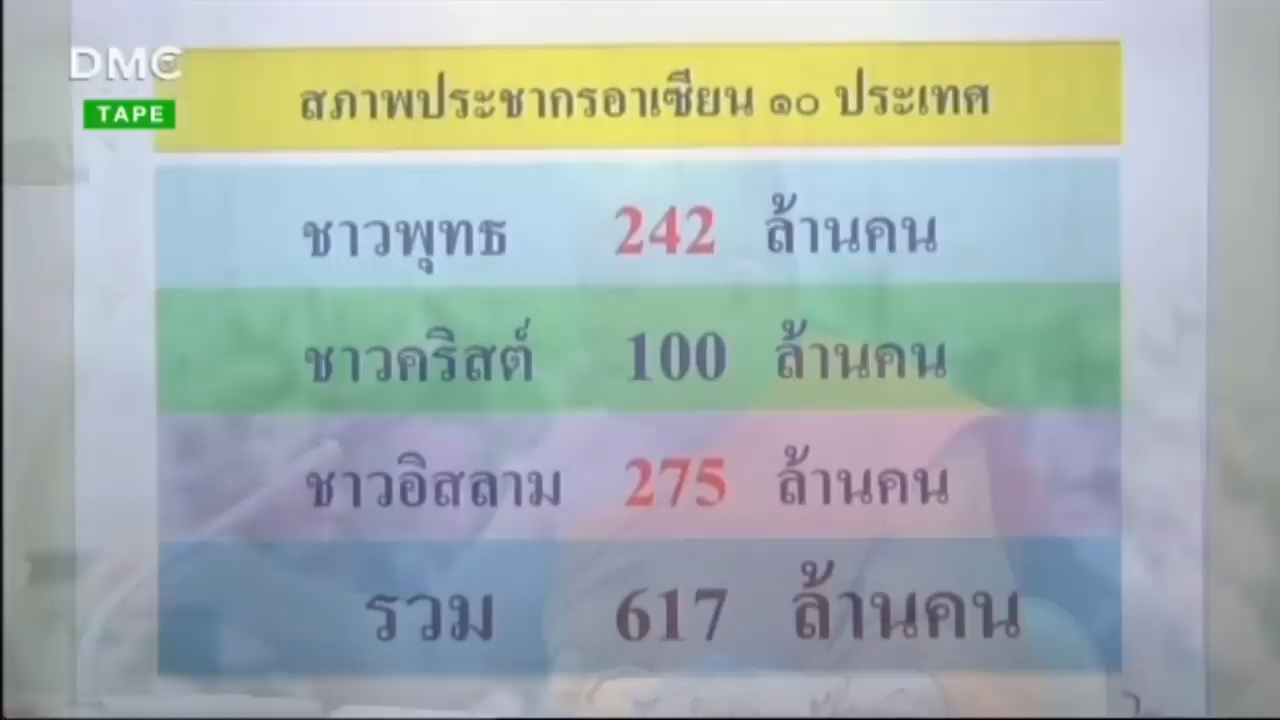 DMC
TAPE
สภาพประชากรอาเซียน ๑๐ ประเทศ
ชาวพุทธ 242 ล้านคน
ชาวคริสต์ 100 ล้านคน
ชาวอิสลาม 275 ล้านคน
รวม 617 ล้านคน